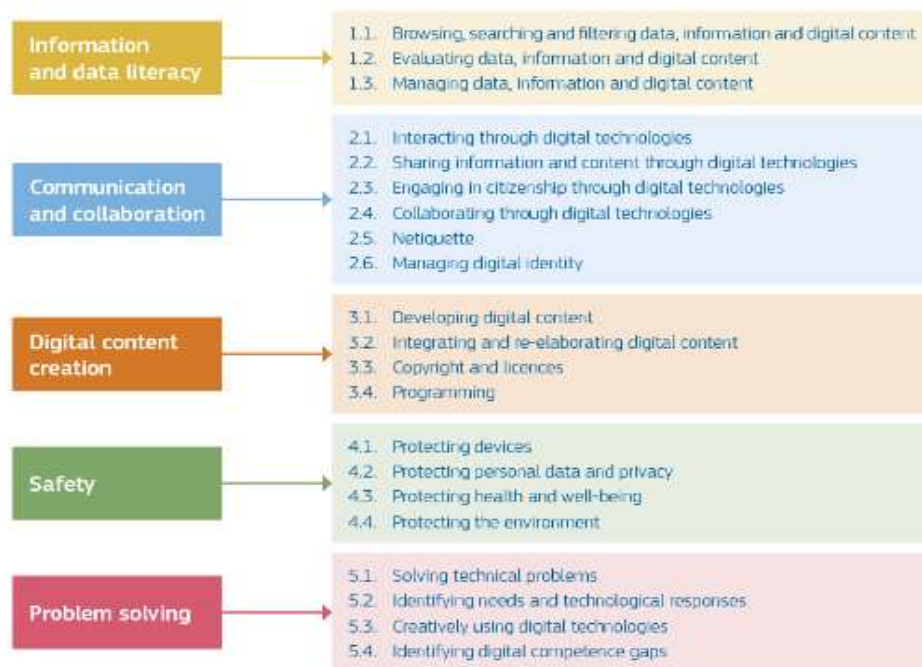 Information
and data literacy
1.1. Browsing, searching and filtering data, information and digital content
1.2. Evaluating data, information and digital content
1.3. Managing data, information and digital content
Communication
and collaboration
2.1. Interacting through digital technologies
2.2. Sharing information and content through digital technologies
2.3. Engaging in citizenship through digital technologies
2.4. Collaborating through digital technologies
2.5. Netiquette
2.6. Managing digital identity
Digital content
creation
3.1. Developing digital content
3.2. Integrating and re-elaborating digital content
3.3. Copyright and licences
3.4. Programming
Safety
4.1. Protecting devices
4.2. Protecting personal data and privacy
4.3. Protecting health and well-being
4.4. Protecting the environment
Problem solving
5.1. Solving technical problems
5.2. Identifying needs and technological responses
5.3. Creatively using digital technologies
5.4. Identifying digital competence gaps